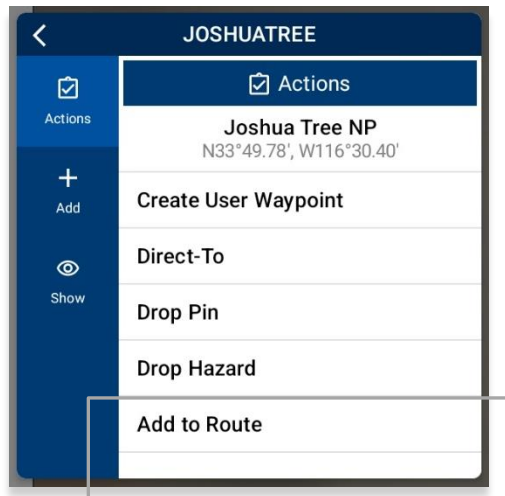 JOSHUATREE
Actions
Actions
Joshua Tree NP
N33°49.78', W116°30.40'
Add
Create User Waypoint
Direct-To
Show
Drop Pin
Drop Hazard
Add to Route